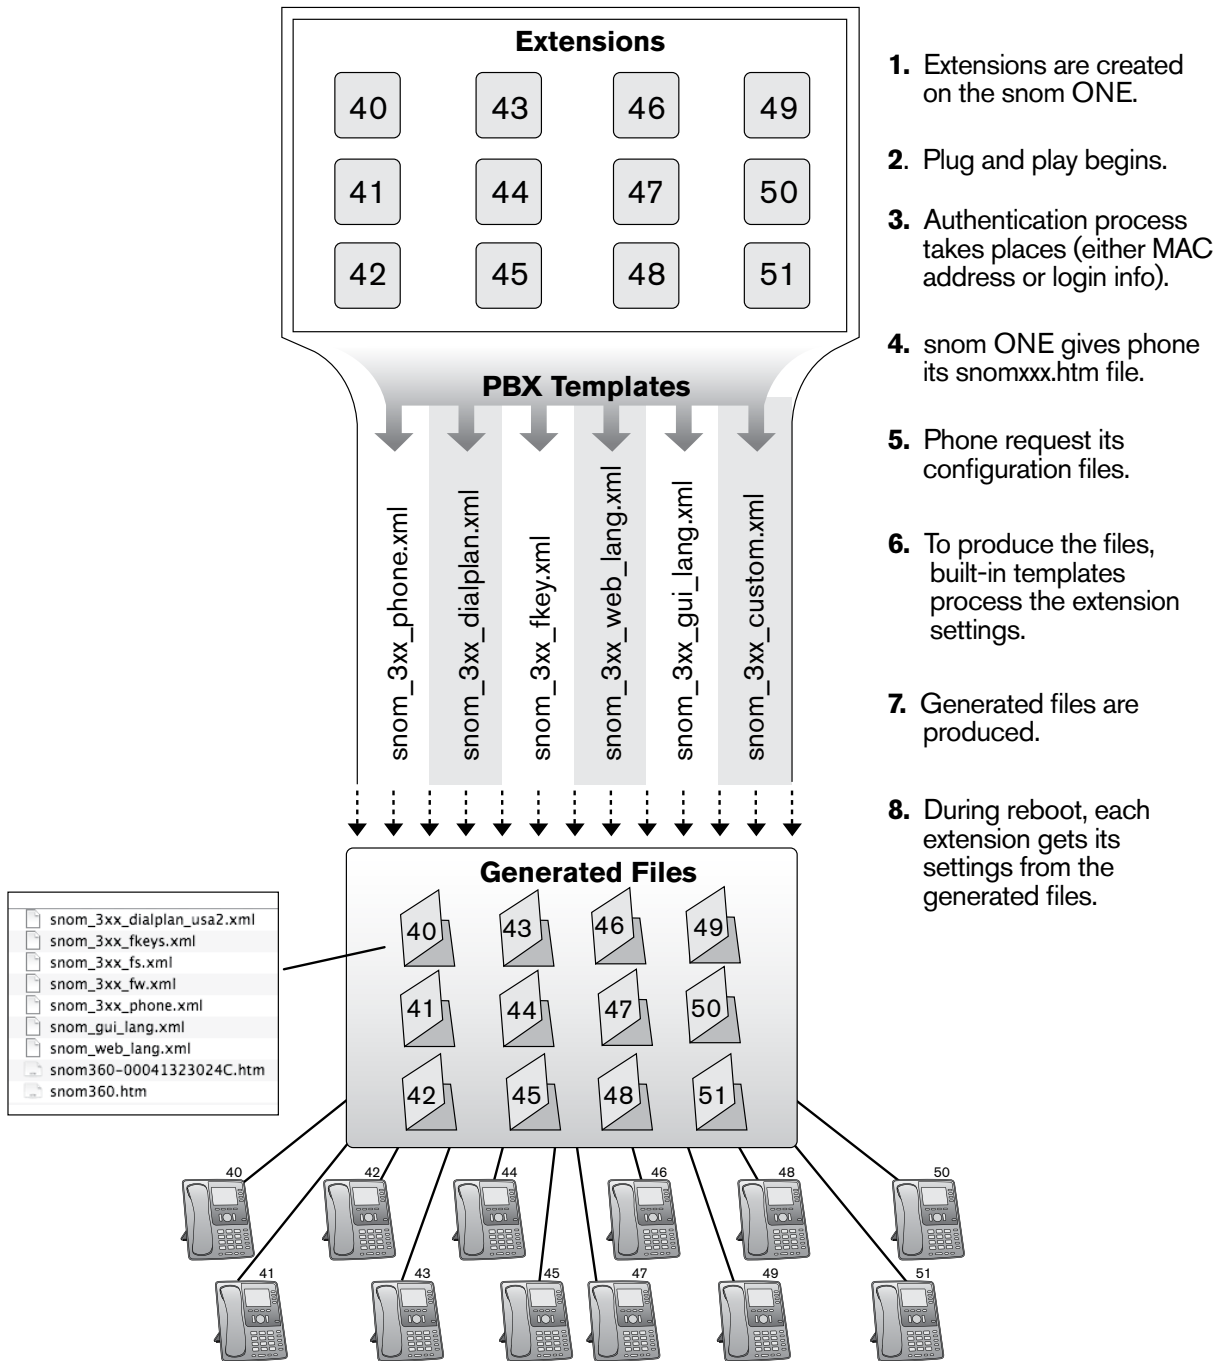 Extensions
40 43 46 49
41 44 47 50
42 45 48 51
PBX Templates
snom_3xx_phone.xml
snom_3xx_dialplan.xml
snom_3xx_fkey.xml
snom_3xx_web_lang.xml
snom_3xx_gui_lang.xml
snom_3xx_custom.xml
1. Extensions are created
on the snom ONE.
2. Plug and play begins.
3. Authentication process
takes places (either MAC
address or login info).
4. snom ONE gives phone
its snomxxx.htm file.
5. Phone request its
configuration files.
6. To produce the files,
built-in templates
process the extension
settings.
7. Generated files are
produced.
8. During reboot, each
extension gets its
settings from the
generated files.
Generated Files
40 43 46 49
41 44 47 50
42 45 48 51
snom_3xx_dialplan_usa2.xml
snom_3xx_fkeys.xml
snom_3xx_fs.xml
snom_3xx_fw.xml
snom_3xx_phone.xml
snom_gui_lang.xml
snom_web_lang.xml
snom360-00041323024C.htm
snom360.htm
40 42 44 46 48 50
41 43 45 47 49 51